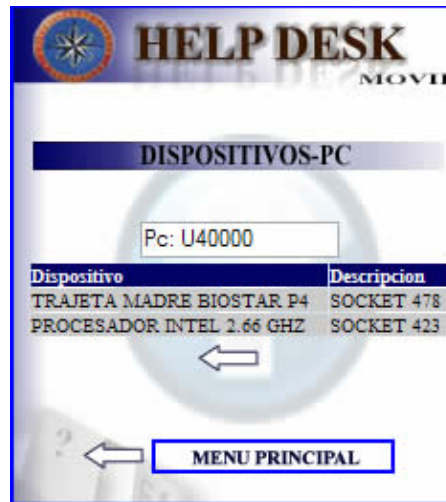 HELP DESK
MOVIL
DISPOSITIVOS-PC
Pc: U40000
Dispositivo Descripcion
TRAJETA MADRE BIOSTAR P4 SOCKET 478
PROCESADOR INTEL 2.66 GHZ SOCKET 423
?
MENU PRINCIPAL